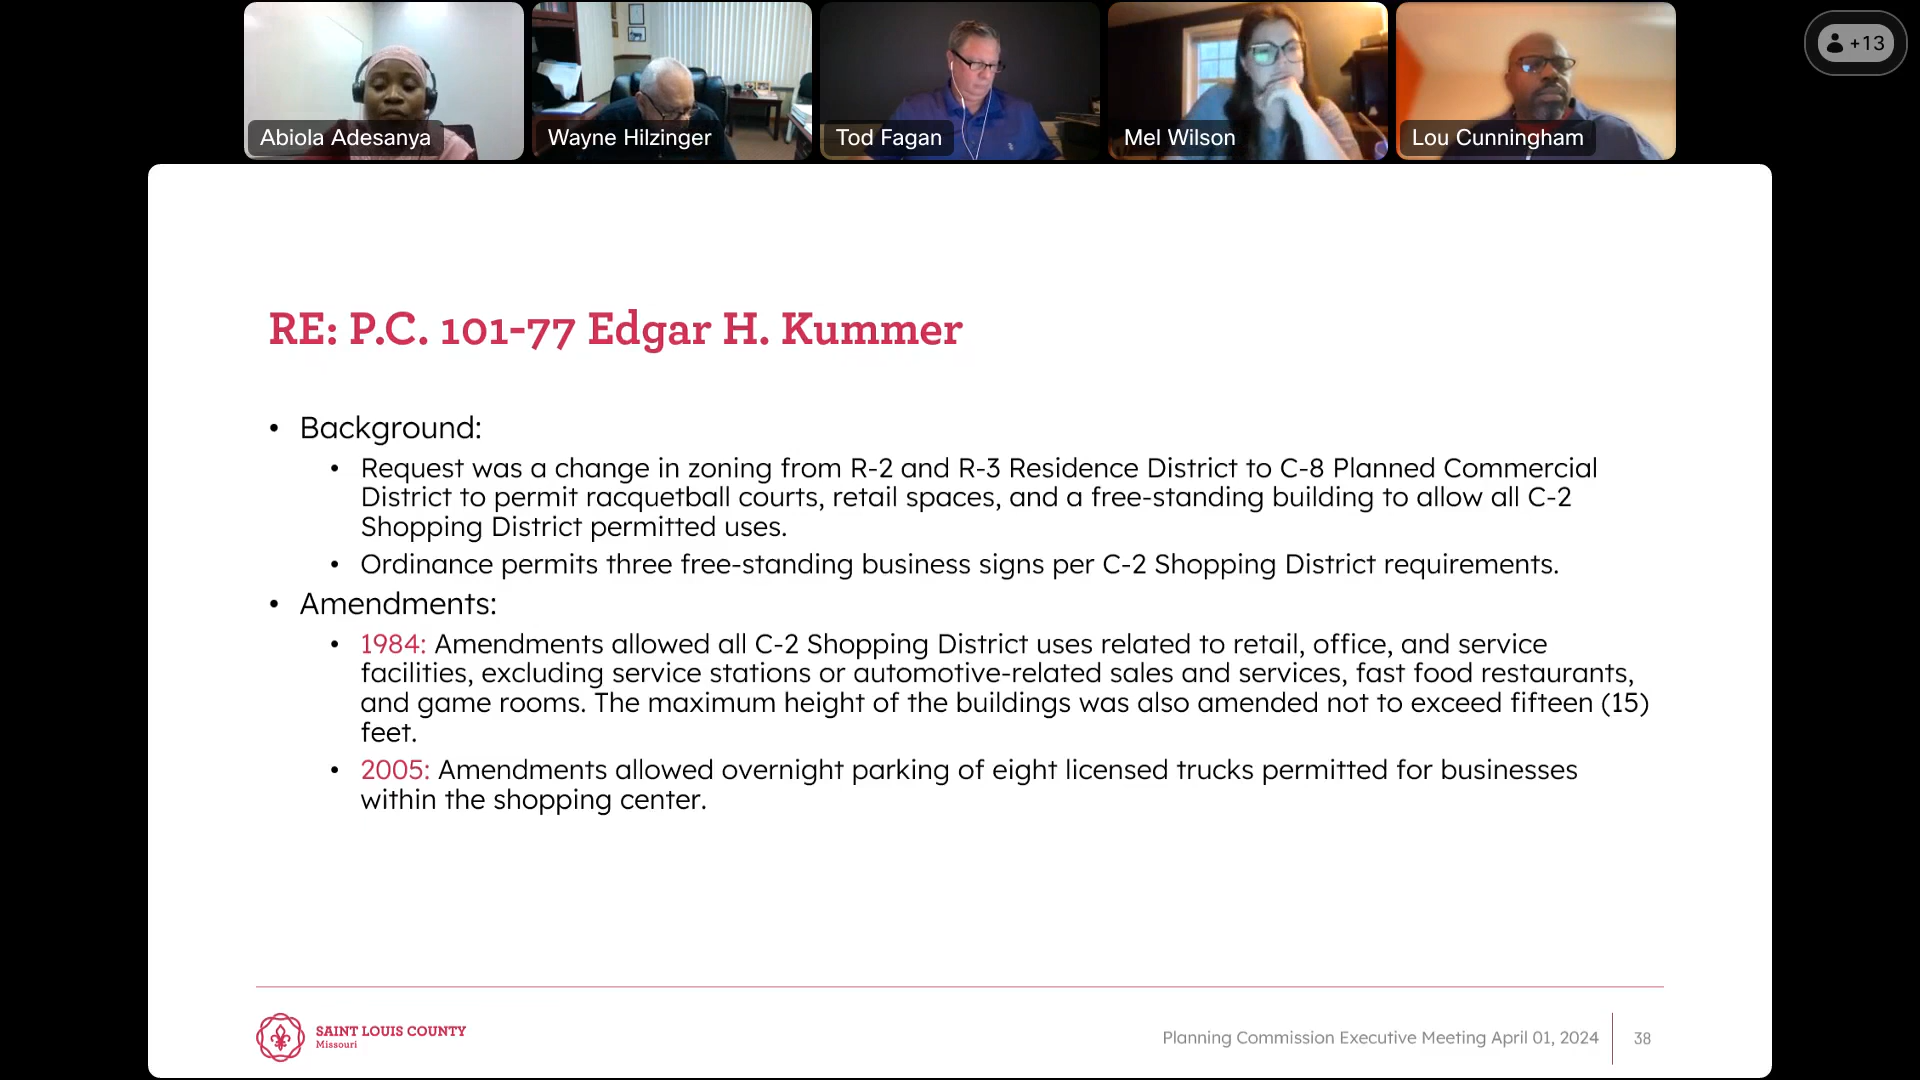 Abiola Adesanya
Wayne Hilzinger
Tod Fagan
Mel Wilson
Lou Cunningham
+13
RE: P.C. 101-77 Edgar H. Kummer
• Background:
• Request was a change in zoning from R-2 and R-3 Residence District to C-8 Planned Commercial
District to permit racquetball courts, retail spaces, and a free-standing building to allow all C-2
Shopping District permitted uses.
• Ordinance permits three free-standing business signs per C-2 Shopping District requirements.
• Amendments:
• 1984: Amendments allowed all C-2 Shopping District uses related to retail, office, and service
facilities, excluding service stations or automotive-related sales and services, fast food restaurants,
and game rooms. The maximum height of the buildings was also amended not to exceed fifteen (15)
feet.
• 2005: Amendments allowed overnight parking of eight licensed trucks permitted for businesses
within the shopping center.
SAINT LOUIS COUNTY
Missouri
Planning Commission Executive Meeting April 01, 2024
38